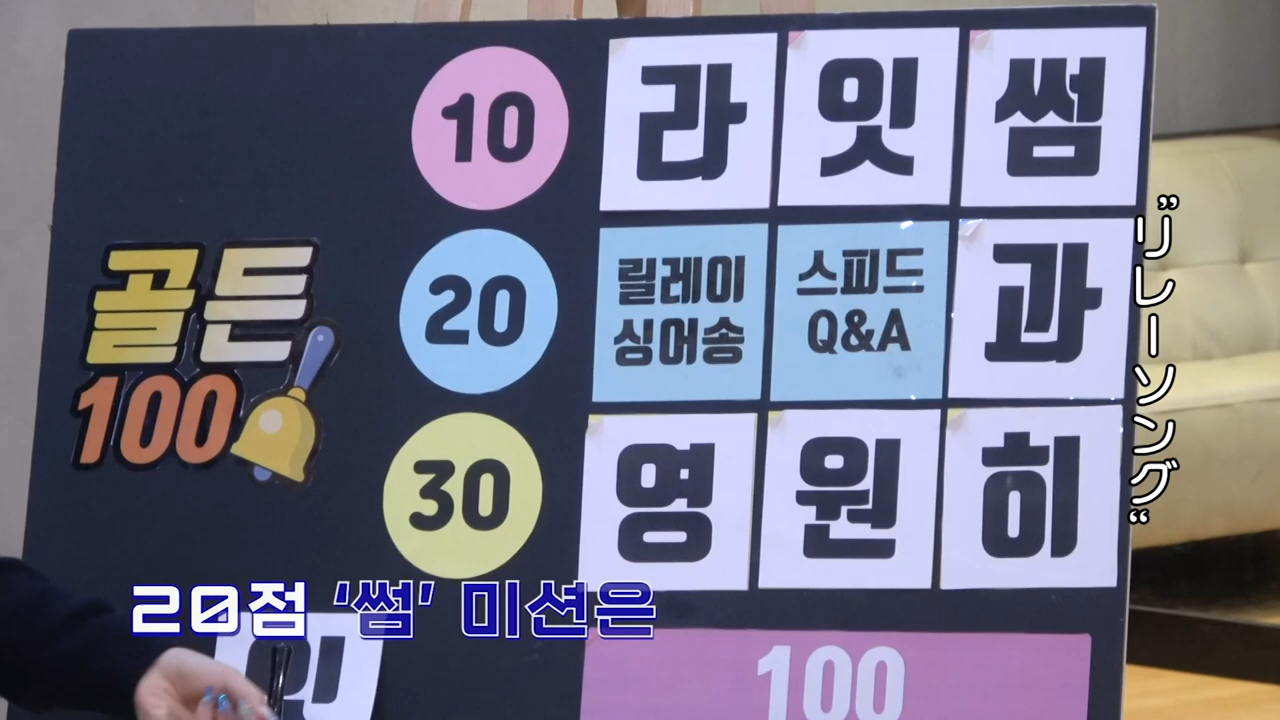 10 라 잇 썸
골든
100
20 릴레이
싱어송 스피드
Q&A 과
30 영 원 히
"リレーソング"
20점 ‘썸’ 미션은
100